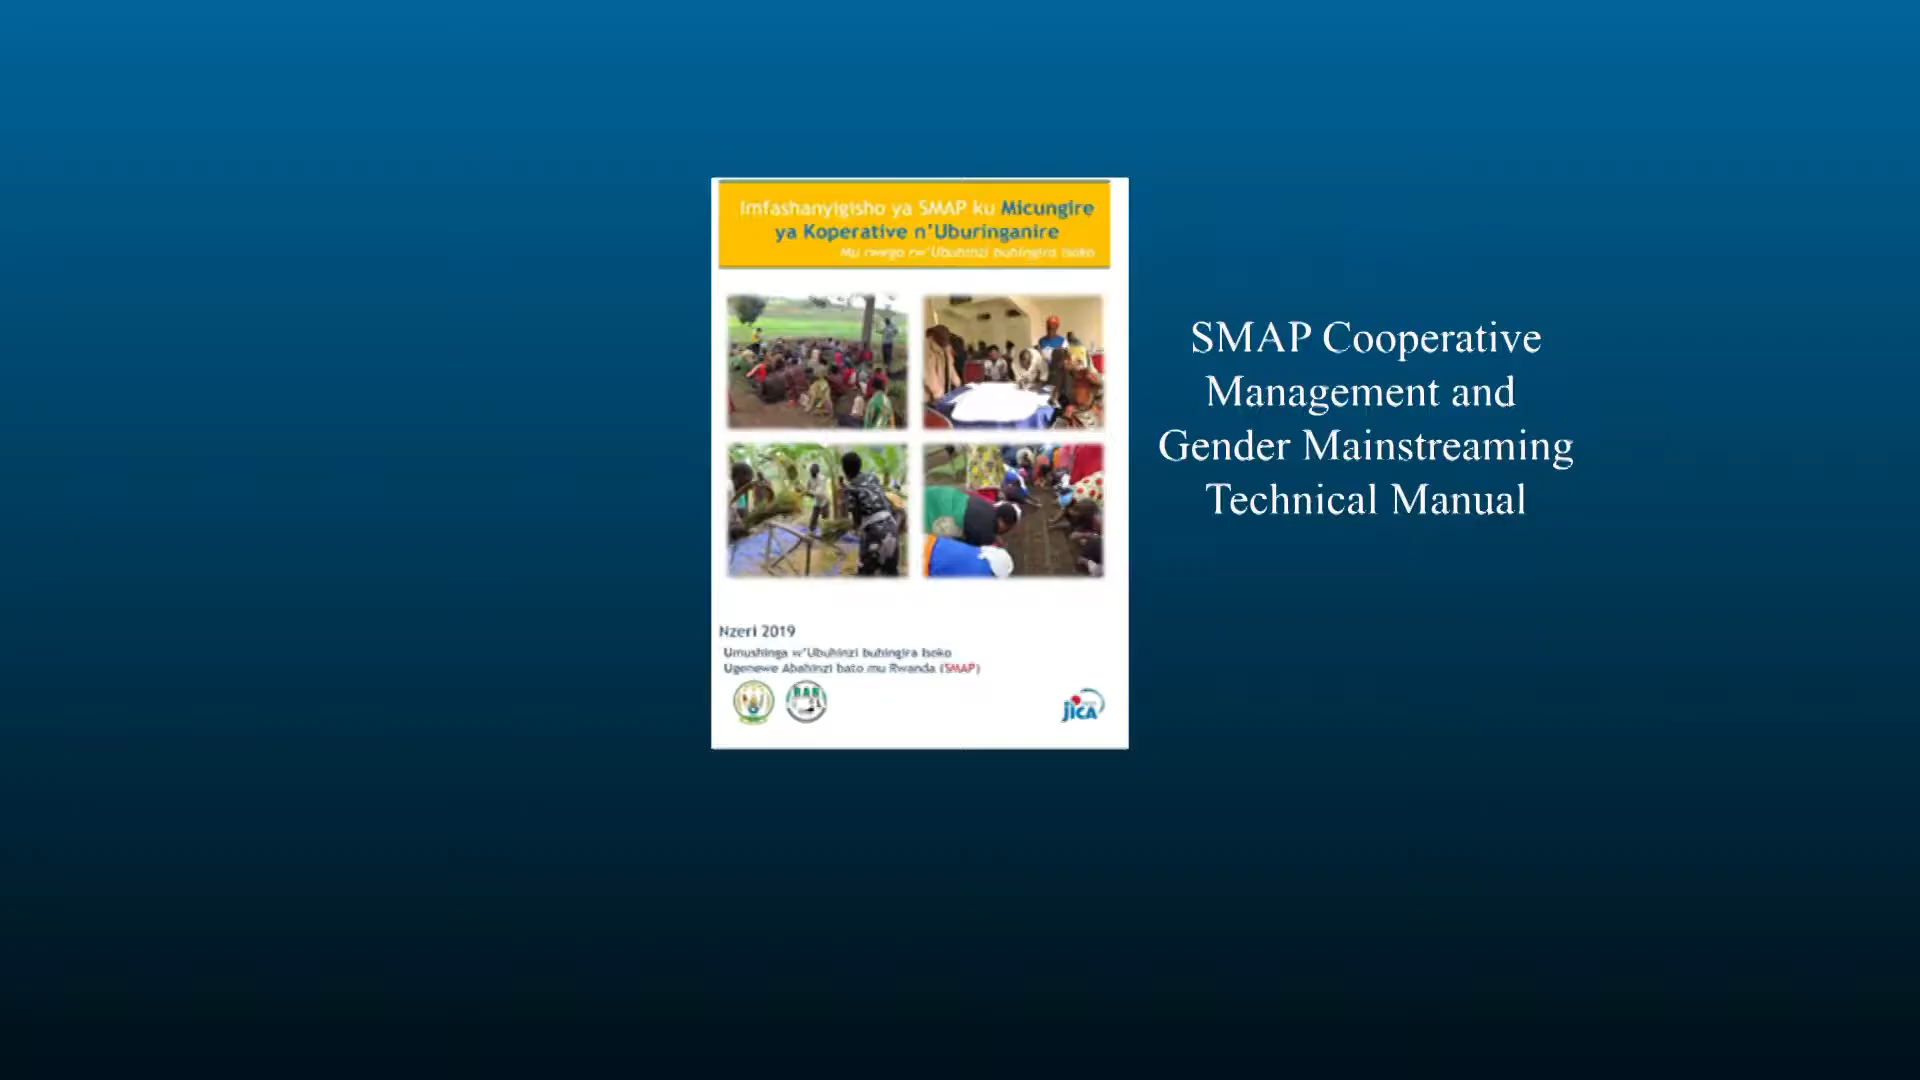 Imfashanyigisho ya SMAP ku Micungire
ya Koperative n'Uburinganire
Mu rwego rw'Ubuhinzi buhingira Isoko
SMAP Cooperative
Management and
Gender Mainstreaming
Technical Manual
Nzeri 2019
Umushinga w'Ubuhinzi buhingira Isoko
Ugenewe Abahinzi bato mu Rwanda (SMAP)
RAB
JICA